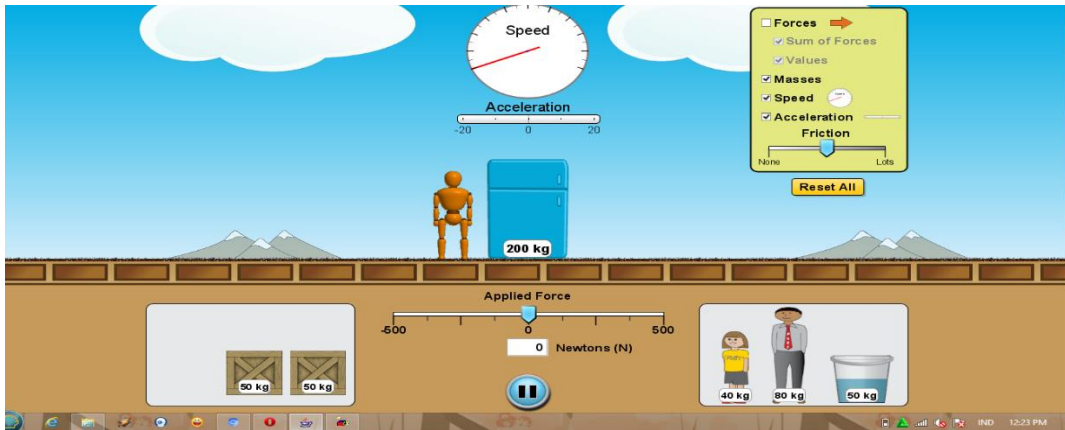 Speed
Acceleration
-20 0 20
Forces
Sum of Forces
Values
Masses
Speed
Acceleration
Friction
None Lots
Reset All
200 kg
Applied Force
-500 0 500
0 Newtons (N)
50 kg 50 kg
40 kg 80 kg 50 kg
IND 12:23 PM